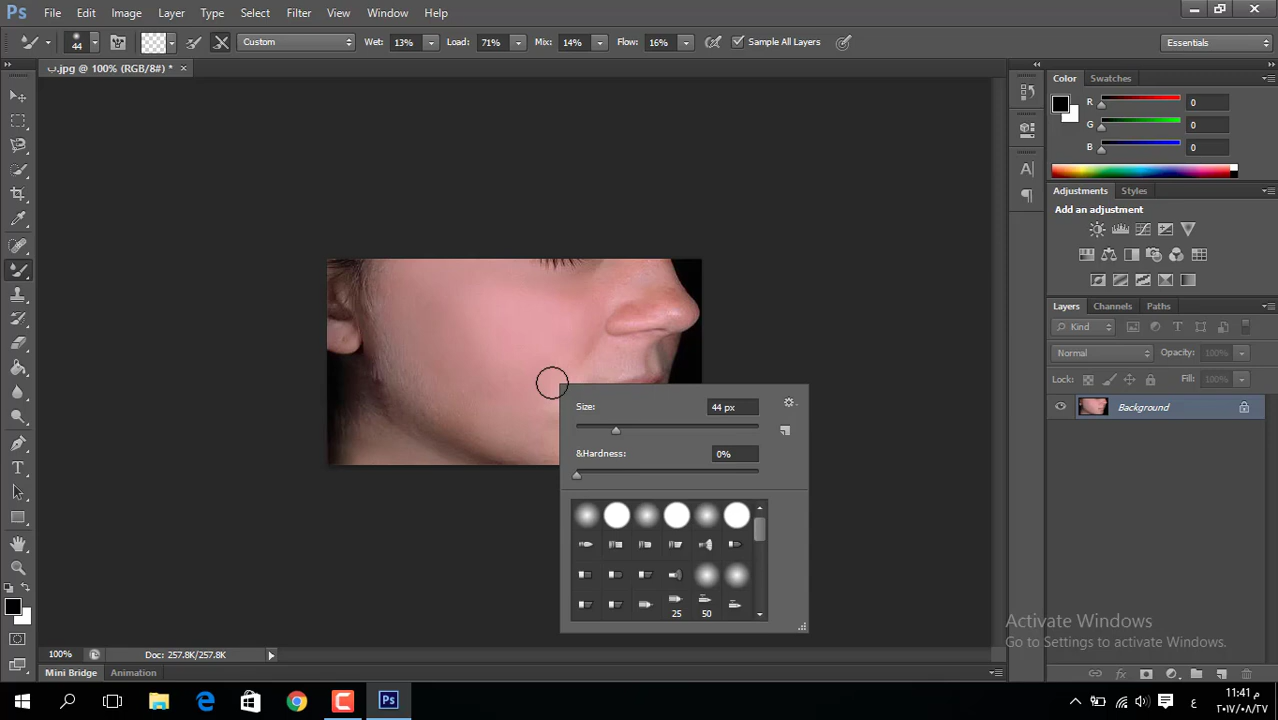 Ps File Edit Image Layer Type Select Filter View Window Help
44 Custom Wet: 13% Load: 71% Mix: 14% Flow: 16% Sample All Layers Essentials
ب.jpg @ 100% (RGB/8#) *
Color Swatches
R 0
G 0
B 0
Adjustments Styles
Add an adjustment
Layers Channels Paths
Kind
Normal Opacity: 100%
Lock: Fill: 100%
Background
Size: 44 px
&Hardness: 0%
25 50
Activate Windows
Go to Settings to activate Windows.
100% Doc: 257.8K/257.8K
Mini Bridge Animation
Ps
ع
11:41 م
٢٠١٧/٠٨/٢٧